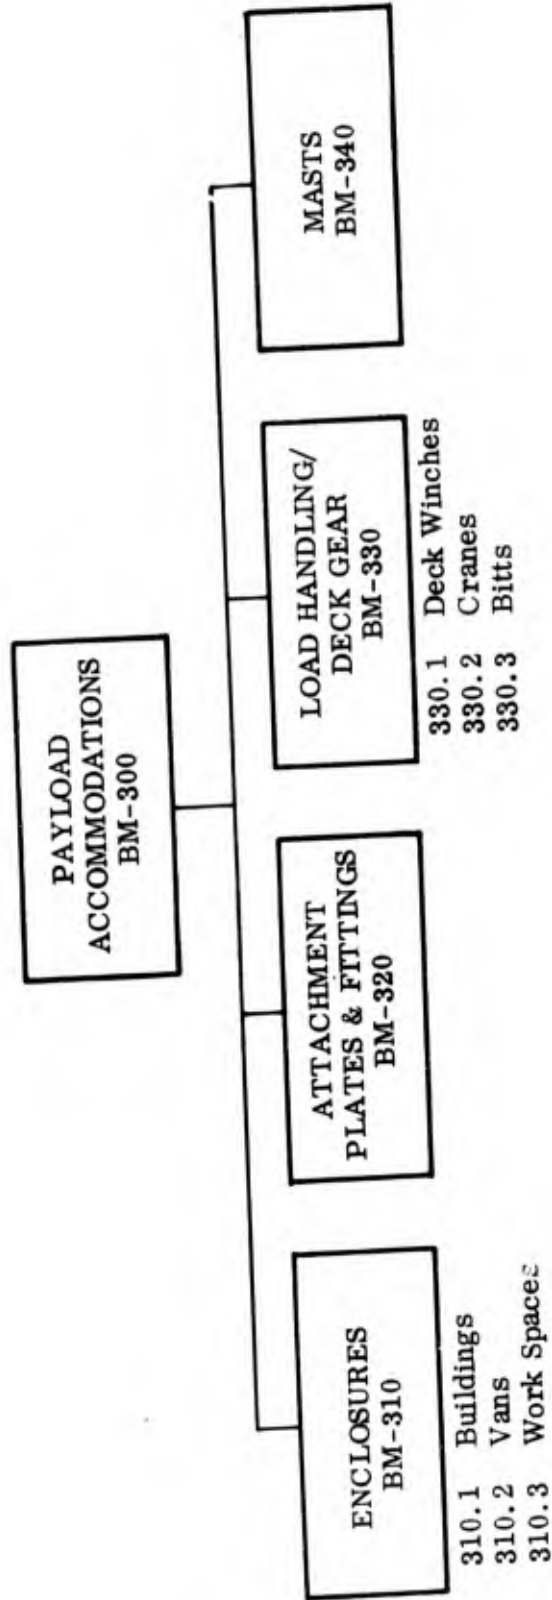 PAYLOAD
ACCOMMODATIONS
BM-300
ENCLOSURES
BM-310
310.1 Buildings
310.2 Vans
310.3 Work Spaces
ATTACHMENT
PLATES & FITTINGS
BM-320
LOAD HANDLING/
DECK GEAR
BM-330
330.1 Deck Winches
330.2 Cranes
330.3 Bitts
MASTS
BM-340